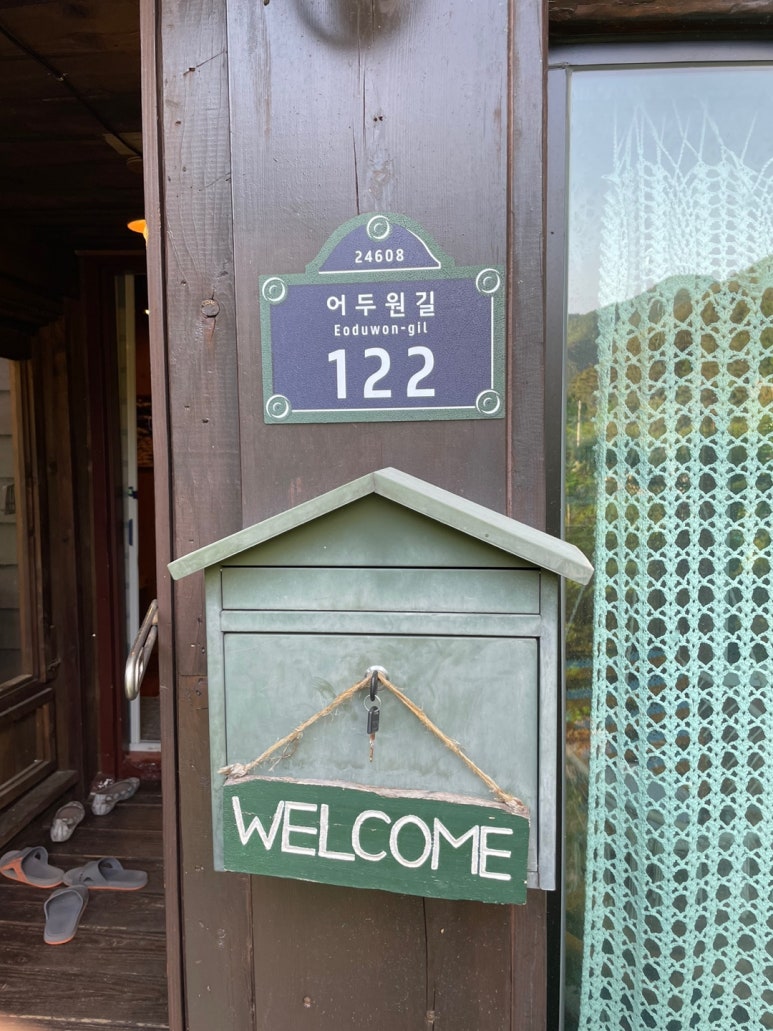 24608
어두원길
Eoduwon-gil
122
WELCOME